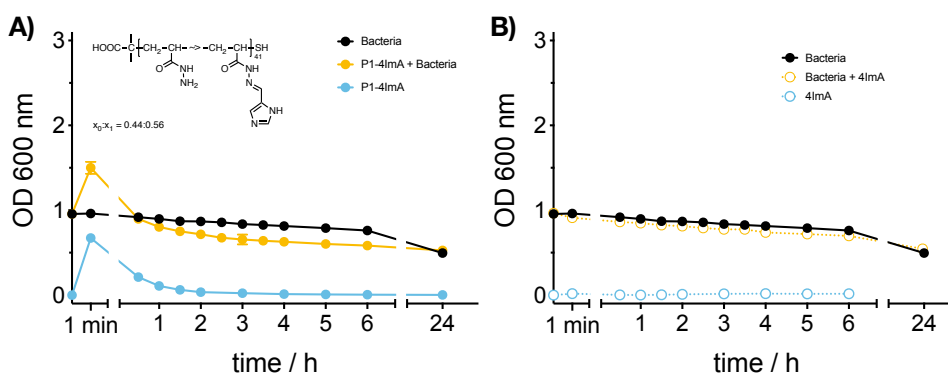 A)
3
2
1
0
OD 600 nm
HOOC
C
CH₂
CH
~>
CH₂
CH
SH
41
O
NH
NH₂
O
NH
N
NH
N
x₀:x₁ = 0.44:0.56
Bacteria
P1-4ImA + Bacteria
P1-4ImA
1 min
1
2
3
4
5
6
24
time / h
B)
3
2
1
0
OD 600 nm
Bacteria
Bacteria + 4ImA
4ImA
1 min
1
2
3
4
5
6
24
time / h